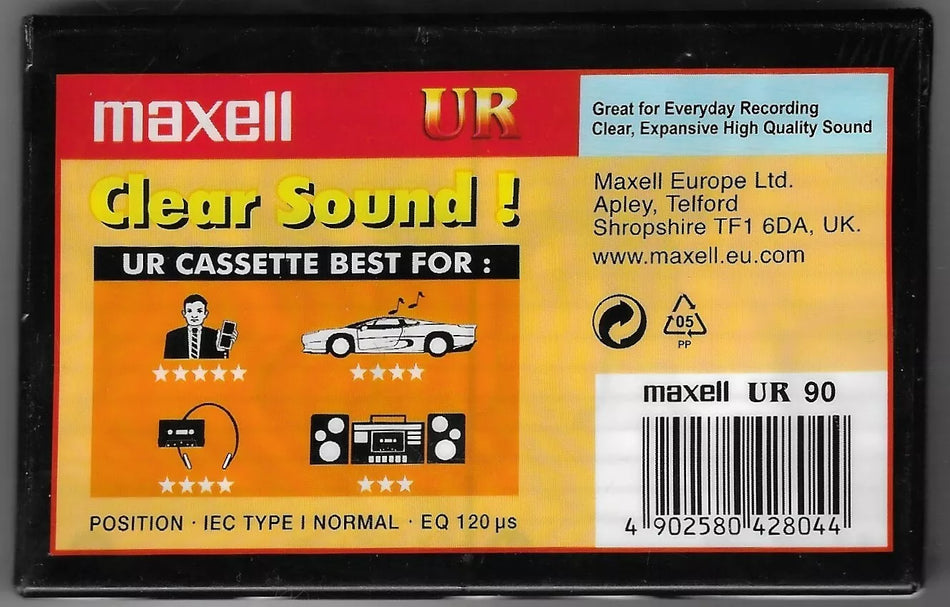 maxell
UR
Great for Everyday Recording
Clear, Expansive High Quality Sound
Clear Sound !
UR CASSETTE BEST FOR :
POSITION · IEC TYPE I NORMAL · EQ 120 µs
Maxell Europe Ltd.
Apley, Telford
Shropshire TF1 6DA, UK.
www.maxell.eu.com
05
PP
maxell UR 90
4 902580 428044